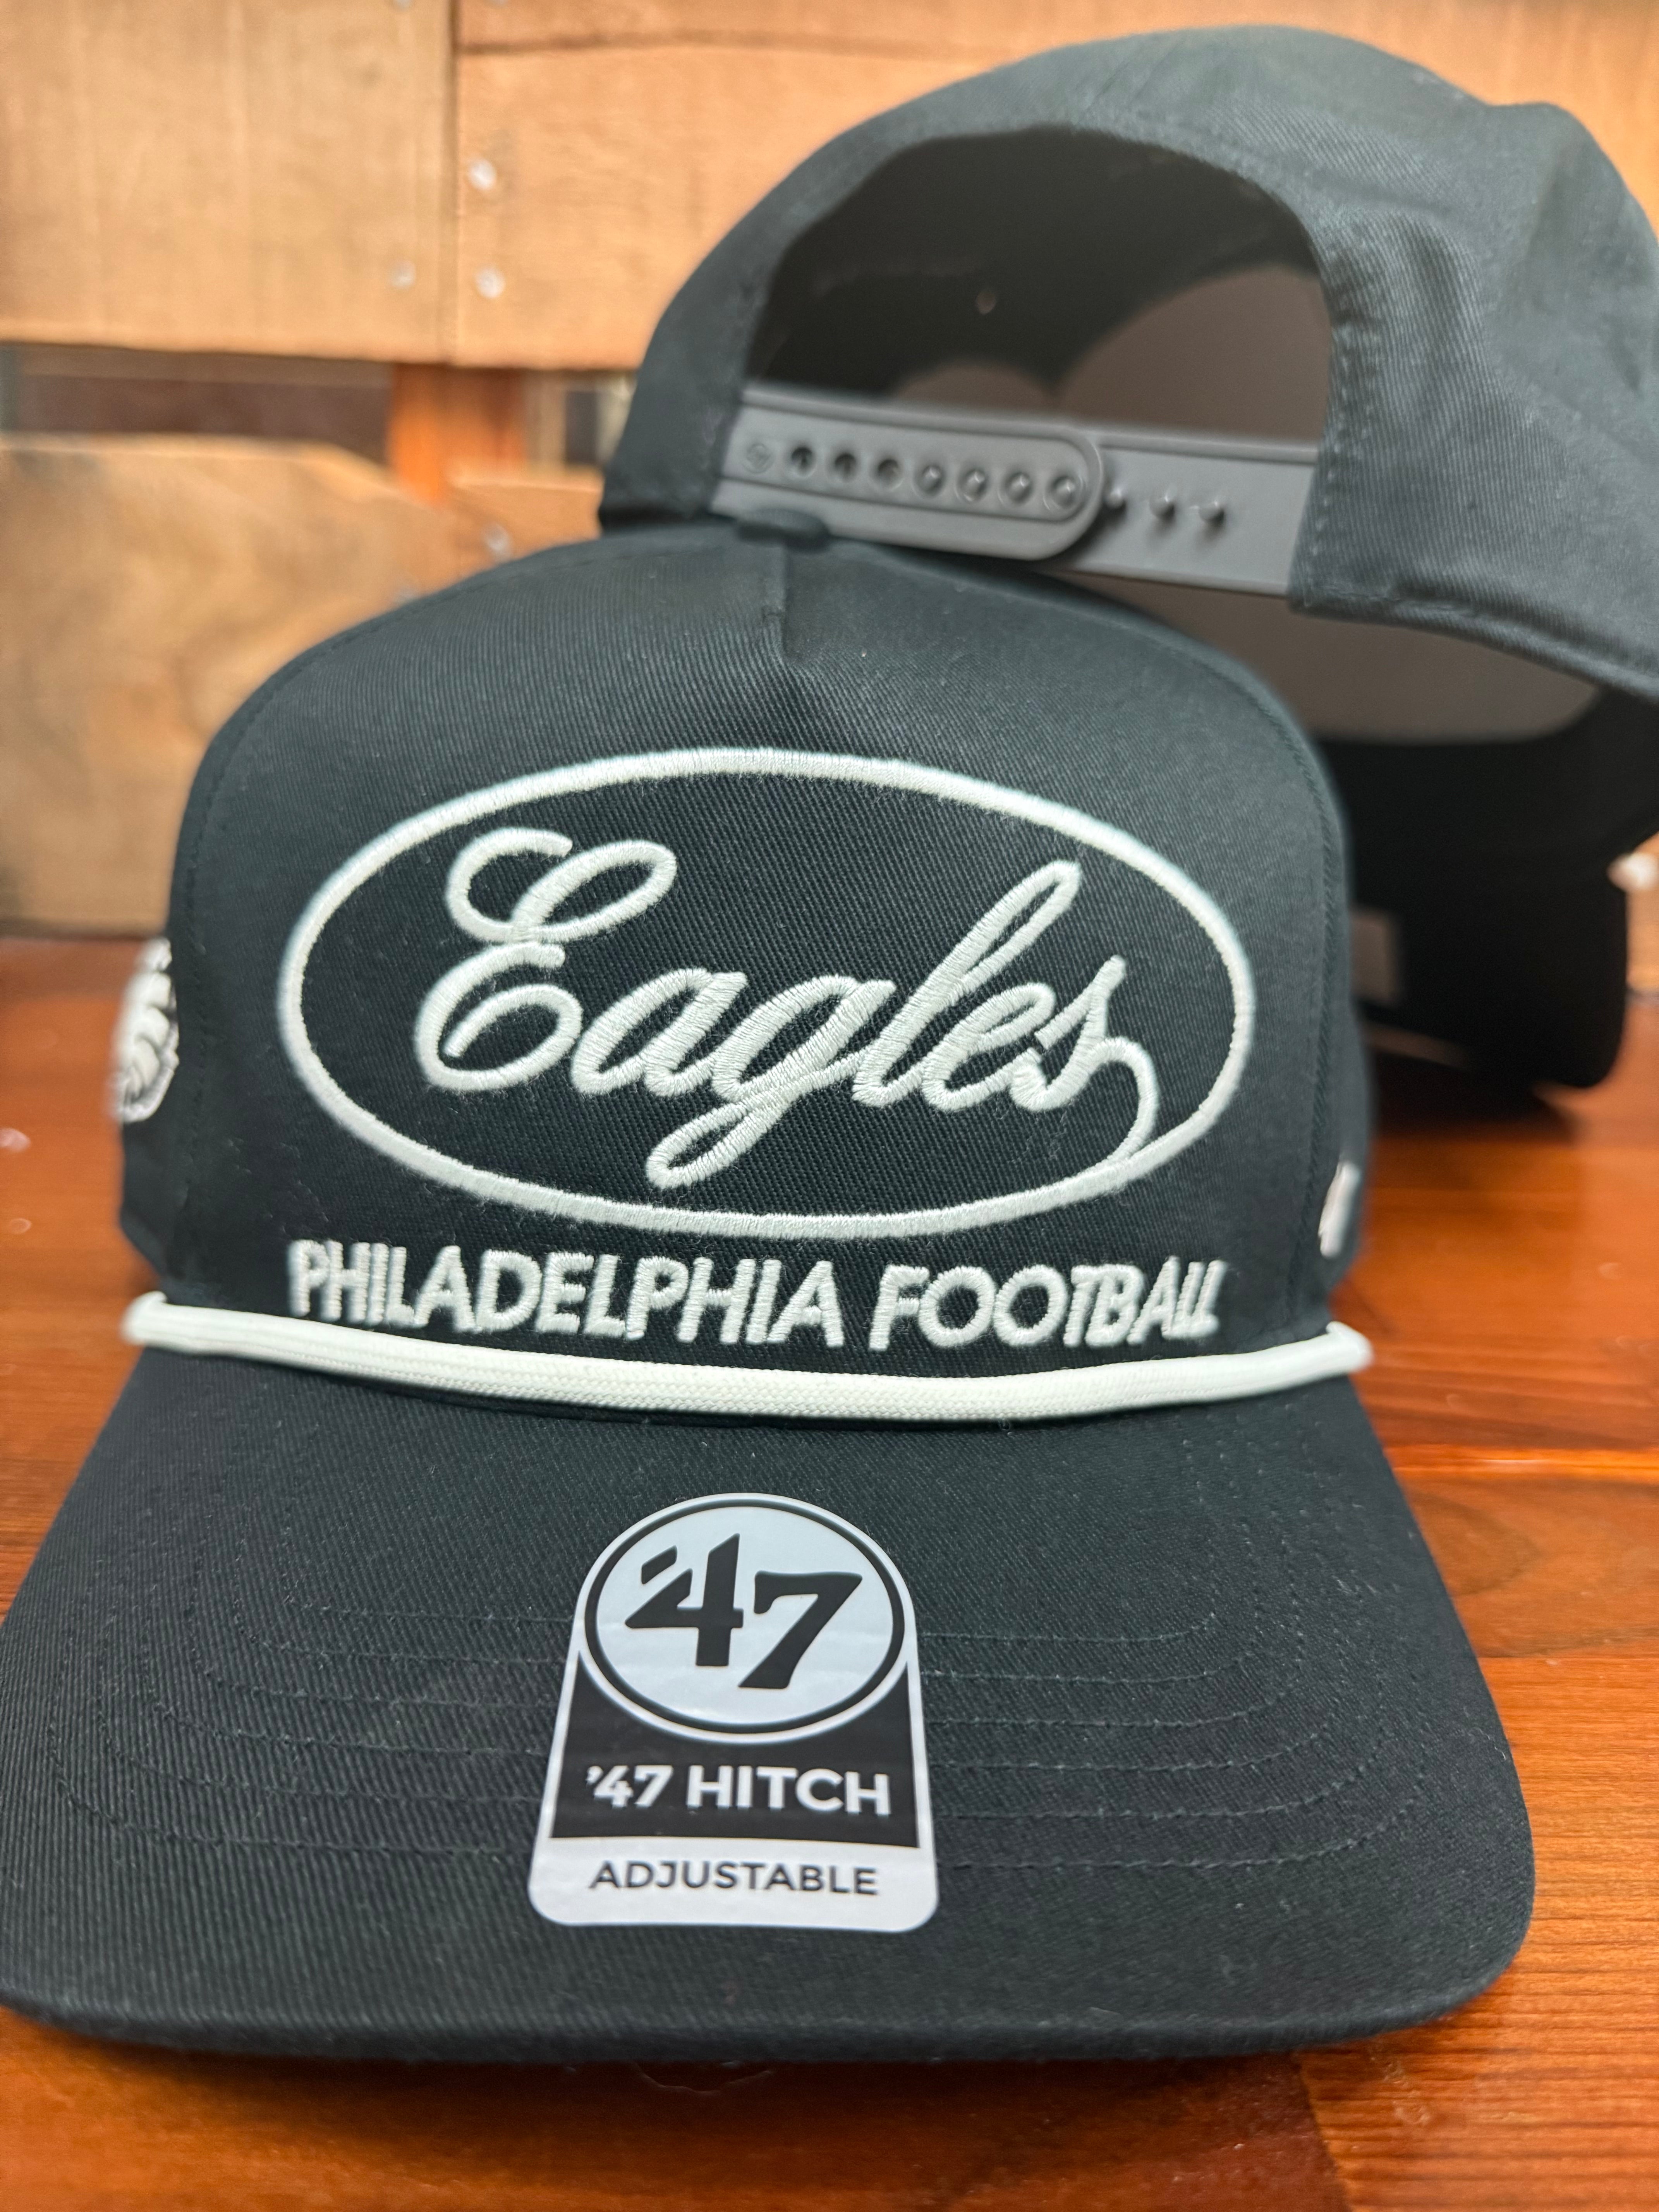 Eagles
PHILADELPHIA FOOTBALL
'47
'47 HITCH
ADJUSTABLE